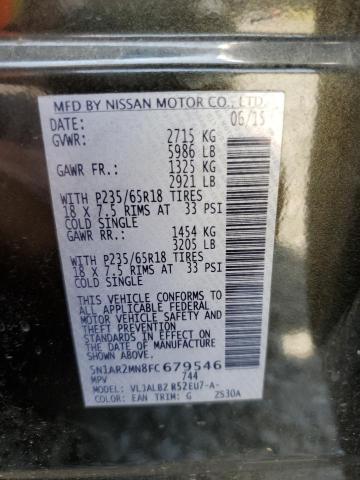 MFD BY NISSAN MOTOR CO., LTD.
DATE: 06/15
GVWR: 2715 KG
5986 LB
GAWR FR.: 1325 KG
2921 LB
WITH P235/65R18 TIRES
18 X 7.5 RIMS AT 33 PSI
COLD SINGLE
GAWR RR.: 1454 KG
3205 LB
WITH P235/65R18 TIRES
18 X 7.5 RIMS AT 33 PSI
COLD SINGLE
THIS VEHICLE CONFORMS TO
ALL APPLICABLE FEDERAL
MOTOR VEHICLE SAFETY
STANDARDS IN EFFECT ON THE
DATE OF MANUFACTURE SHOWN
ABOVE.
5N1AR2MN8FC679546
MPV 744
MODEL: VLJALBZ R52EU7-A-
COLOR: EAN TRIM: G 2530A